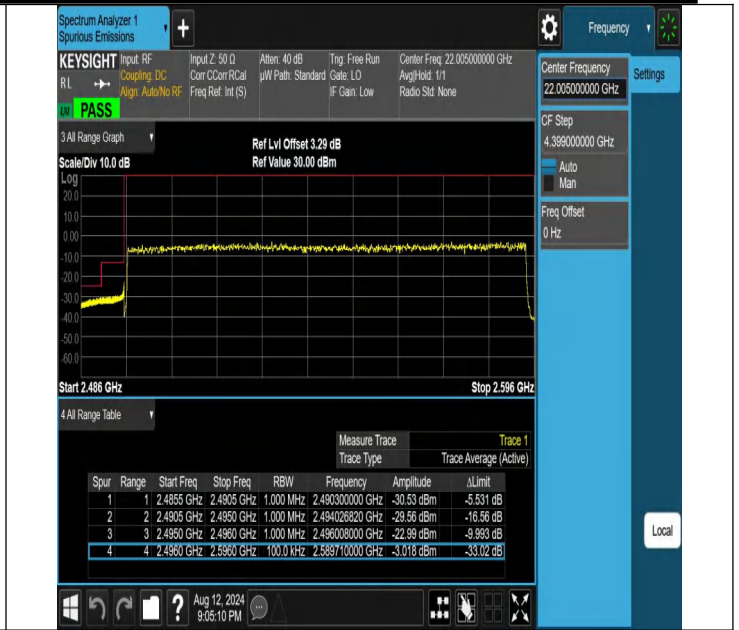 Spectrum Analyzer 1
Spurious Emissions
+
Frequency
KEYSIGHT
RL
PASS
Input: RF
Coupling: DC
Align: Auto/No RF
Input Z: 50 Ω
Corr CCorr RCal
Freq Ref: Int (S)
Atten: 40 dB
µW Path: Standard
Trig: Free Run
Gate: LO
IF Gain: Low
Center Freq: 22.005000000 GHz
Avg|Hold: 1/1
Radio Std: None
Center Frequency
22.005000000 GHz
Settings
CF Step
4.399000000 GHz
Auto
Man
Freq Offset
0 Hz
3 All Range Graph
Scale/Div 10.0 dB
Ref Lvl Offset 3.29 dB
Ref Value 30.00 dBm
Log
20.0
10.0
0.00
-10.0
-20.0
-30.0
-40.0
-50.0
-60.0
Start 2.486 GHz Stop 2.596 GHz
4 All Range Table
Measure Trace Trace 1
Trace Type Trace Average (Active)
Spur Range Start Freq Stop Freq RBW Frequency Amplitude ΔLimit
1 1 2.4855 GHz 2.4905 GHz 1.000 MHz 2.490300000 GHz -30.53 dBm -5.531 dB
2 2 2.4905 GHz 2.4950 GHz 1.000 MHz 2.494026820 GHz -29.56 dBm -16.56 dB
3 3 2.4950 GHz 2.4960 GHz 1.000 MHz 2.496008000 GHz -22.99 dBm -9.993 dB
4 4 2.4960 GHz 2.5960 GHz 100.0 kHz 2.589710000 GHz -3.018 dBm -33.02 dB
Local
?
Aug 12, 2024
9:05:10 PM